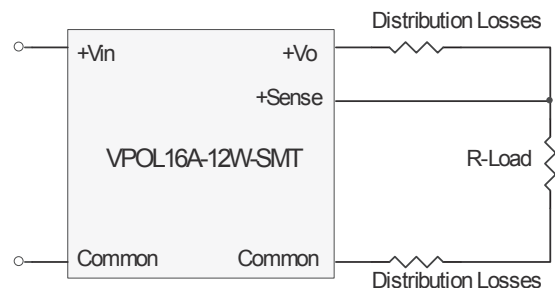 Distribution Losses
+Vin
+Vo
+Sense
VPOL16A-12W-SMT
R-Load
Common
Common
Distribution Losses